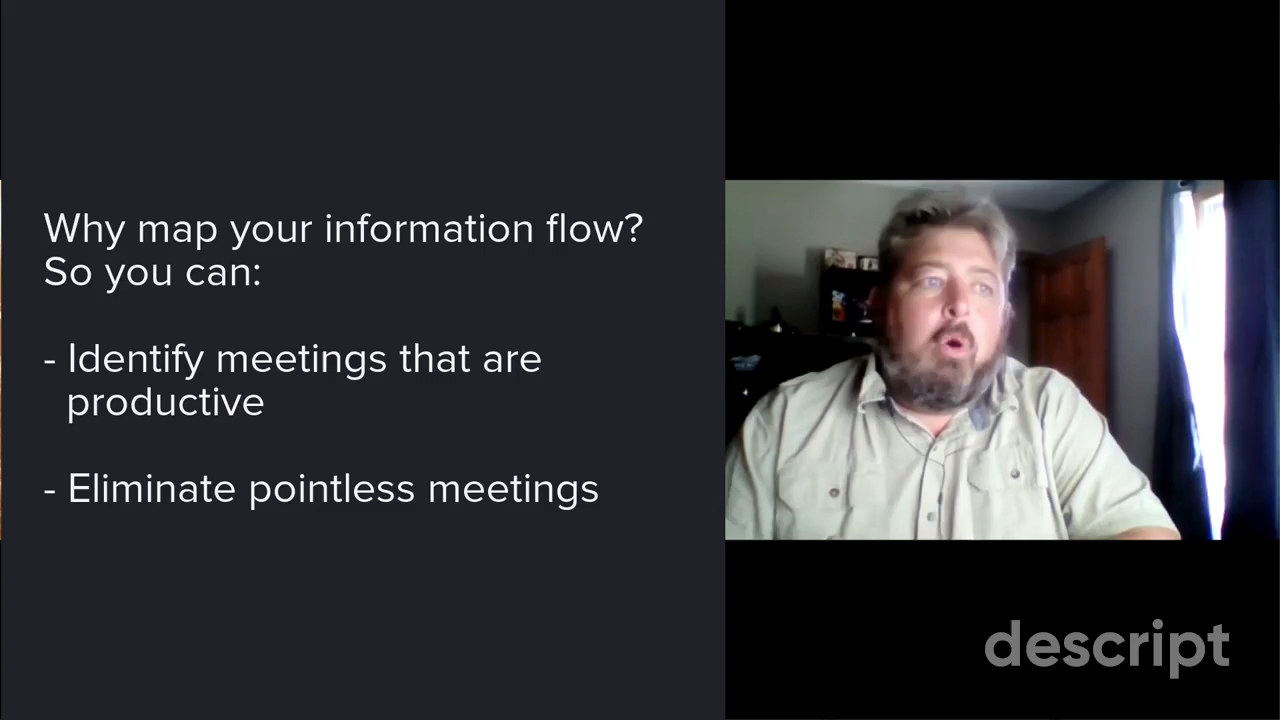 Why map your information flow?
So you can:
- Identify meetings that are
productive
- Eliminate pointless meetings
descript